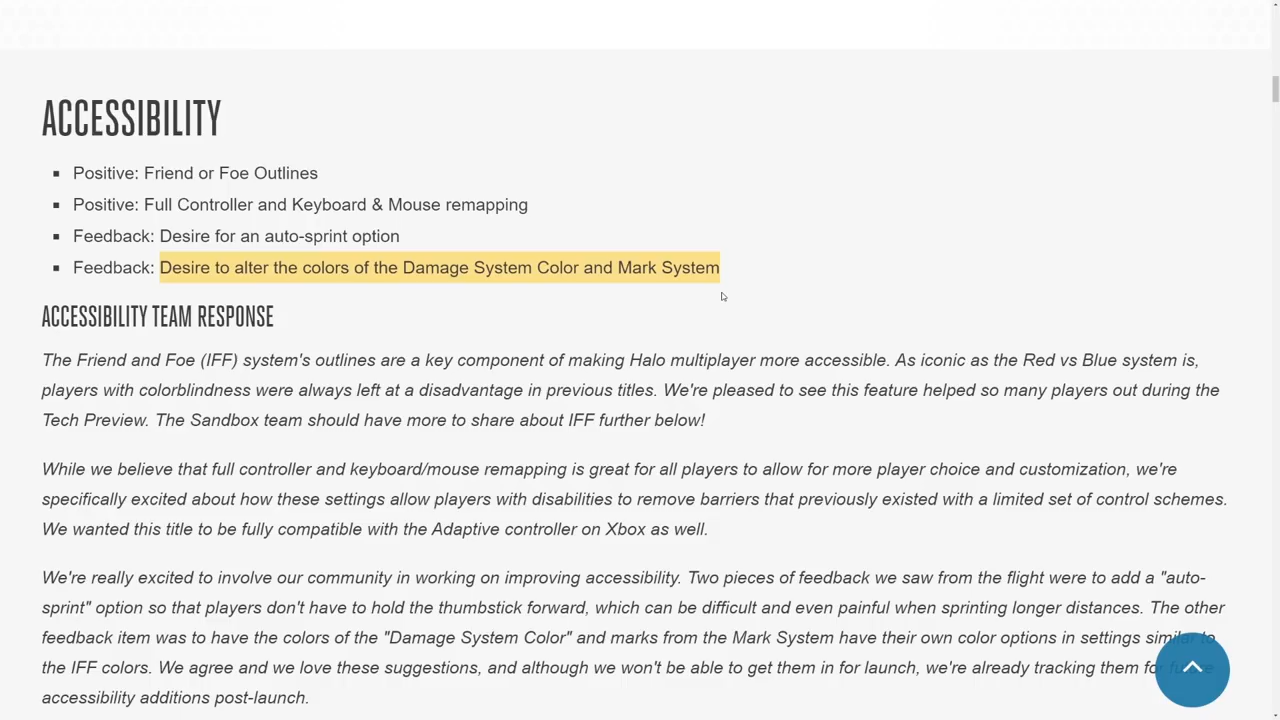 ACCESSIBILITY
▪ Positive: Friend or Foe Outlines
▪ Positive: Full Controller and Keyboard & Mouse remapping
▪ Feedback: Desire for an auto-sprint option
▪ Feedback: Desire to alter the colors of the Damage System Color and Mark System
ACCESSIBILITY TEAM RESPONSE
The Friend and Foe (IFF) system's outlines are a key component of making Halo multiplayer more accessible. As iconic as the Red vs Blue system is,
players with colorblindness were always left at a disadvantage in previous titles. We're pleased to see this feature helped so many players out during the
Tech Preview. The Sandbox team should have more to share about IFF further below!
While we believe that full controller and keyboard/mouse remapping is great for all players to allow for more player choice and customization, we're
specifically excited about how these settings allow players with disabilities to remove barriers that previously existed with a limited set of control schemes.
We wanted this title to be fully compatible with the Adaptive controller on Xbox as well.
We're really excited to involve our community in working on improving accessibility. Two pieces of feedback we saw from the flight were to add a "auto-
sprint" option so that players don't have to hold the thumbstick forward, which can be difficult and even painful when sprinting longer distances. The other
feedback item was to have the colors of the "Damage System Color" and marks from the Mark System have their own color options in settings similar to
the IFF colors. We agree and we love these suggestions, and although we won't be able to get them in for launch, we're already tracking them for future
accessibility additions post-launch.